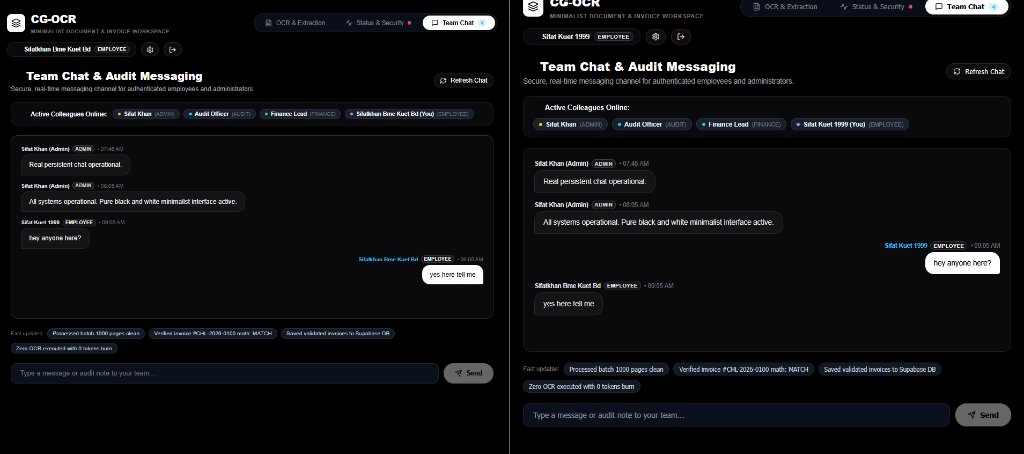 CG-OCR
MINIMALIST DOCUMENT & INVOICE WORKSPACE
OCR & Extraction
Status & Security
Team Chat 4
Sifatkhan Bme Kuet Bd EMPLOYEE
Team Chat & Audit Messaging
Secure, real-time messaging channel for authenticated employees and administrators.
Refresh Chat
Active Colleagues Online: Sifat Khan (ADMIN) Audit Officer (AUDIT) Finance Lead (FINANCE) Sifatkhan Bme Kuet Bd (You) (EMPLOYEE)
Sifat Khan (Admin) ADMIN • 07:46 AM
Real persistent chat operational.
Sifat Khan (Admin) ADMIN • 08:05 AM
All systems operational. Pure black and white minimalist interface active.
Sifat Kuet 1999 EMPLOYEE • 09:05 AM
hey anyone here?
Sifatkhan Bme Kuet Bd EMPLOYEE • 09:05 AM
yes here tell me
Fast updates: Processed batch 1000 pages clean Verified invoice #CHL-2026-0100 math: MATCH Saved validated invoices to Supabase DB
Zero OCR executed with 0 tokens burn
Type a message or audit note to your team...
Send
CG-OCR
MINIMALIST DOCUMENT & INVOICE WORKSPACE
OCR & Extraction
Status & Security
Team Chat 4
Sifat Kuet 1999 EMPLOYEE
Team Chat & Audit Messaging
Secure, real-time messaging channel for authenticated employees and administrators.
Refresh Chat
Active Colleagues Online:
Sifat Khan (ADMIN) Audit Officer (AUDIT) Finance Lead (FINANCE) Sifat Kuet 1999 (You) (EMPLOYEE)
Sifat Khan (Admin) ADMIN • 07:46 AM
Real persistent chat operational.
Sifat Khan (Admin) ADMIN • 08:05 AM
All systems operational. Pure black and white minimalist interface active.
Sifat Kuet 1999 EMPLOYEE • 09:05 AM
hey anyone here?
Sifatkhan Bme Kuet Bd EMPLOYEE • 09:05 AM
yes here tell me
Fast updates: Processed batch 1000 pages clean Verified invoice #CHL-2026-0100 math: MATCH Saved validated invoices to Supabase DB
Zero OCR executed with 0 tokens burn
Type a message or audit note to your team...
Send